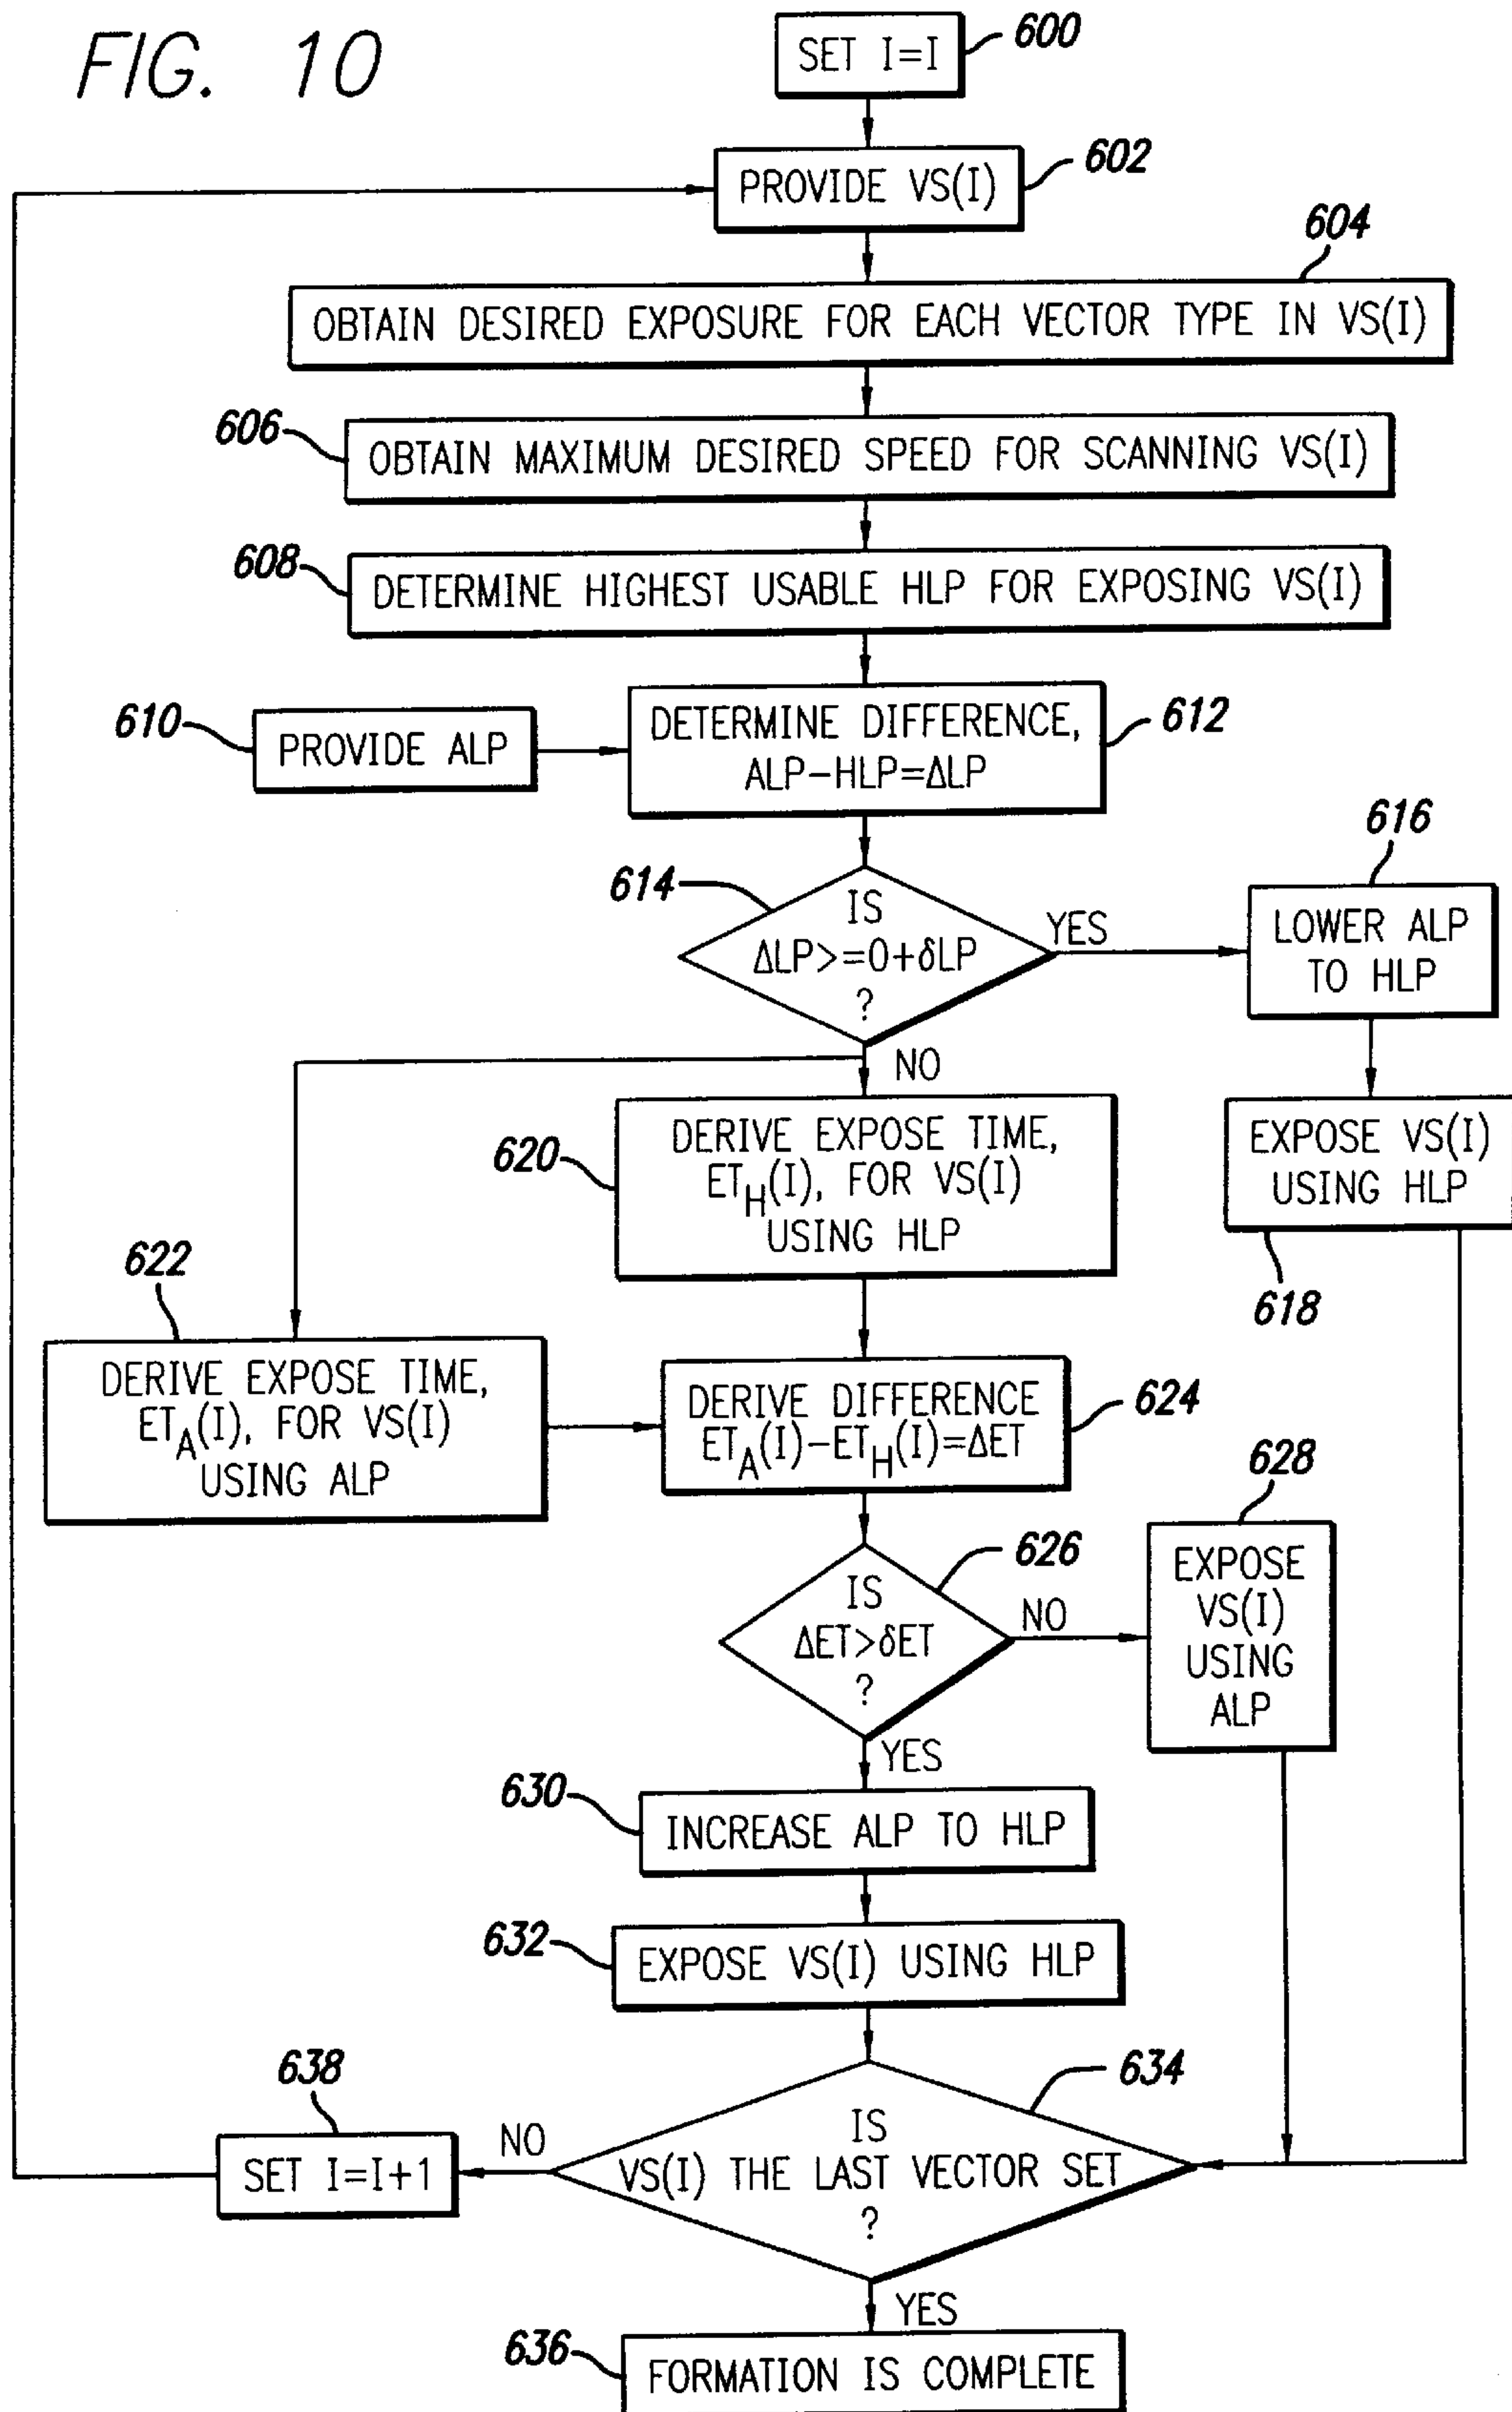 FIG. 10
SET I=I
600
PROVIDE VS(I)
602
604
OBTAIN DESIRED EXPOSURE FOR EACH VECTOR TYPE IN VS(I)
606
OBTAIN MAXIMUM DESIRED SPEED FOR SCANNING VS(I)
608
DETERMINE HIGHEST USABLE HLP FOR EXPOSING VS(I)
610
PROVIDE ALP
DETERMINE DIFFERENCE,
ALP-HLP=ΔLP
612
614
IS
ΔLP>=0+δLP
?
YES
616
LOWER ALP
TO HLP
NO
EXPOSE VS(I)
USING HLP
618
620
DERIVE EXPOSE TIME,
ET_H(I), FOR VS(I)
USING HLP
622
DERIVE EXPOSE TIME,
ET_A(I), FOR VS(I)
USING ALP
DERIVE DIFFERENCE
ET_A(I)-ET_H(I)=ΔET
624
626
IS
ΔET>δET
?
NO
628
EXPOSE
VS(I)
USING
ALP
YES
630
INCREASE ALP TO HLP
632
EXPOSE VS(I) USING HLP
634
IS
VS(I) THE LAST VECTOR SET
?
NO
638
SET I=I+1
YES
636
FORMATION IS COMPLETE